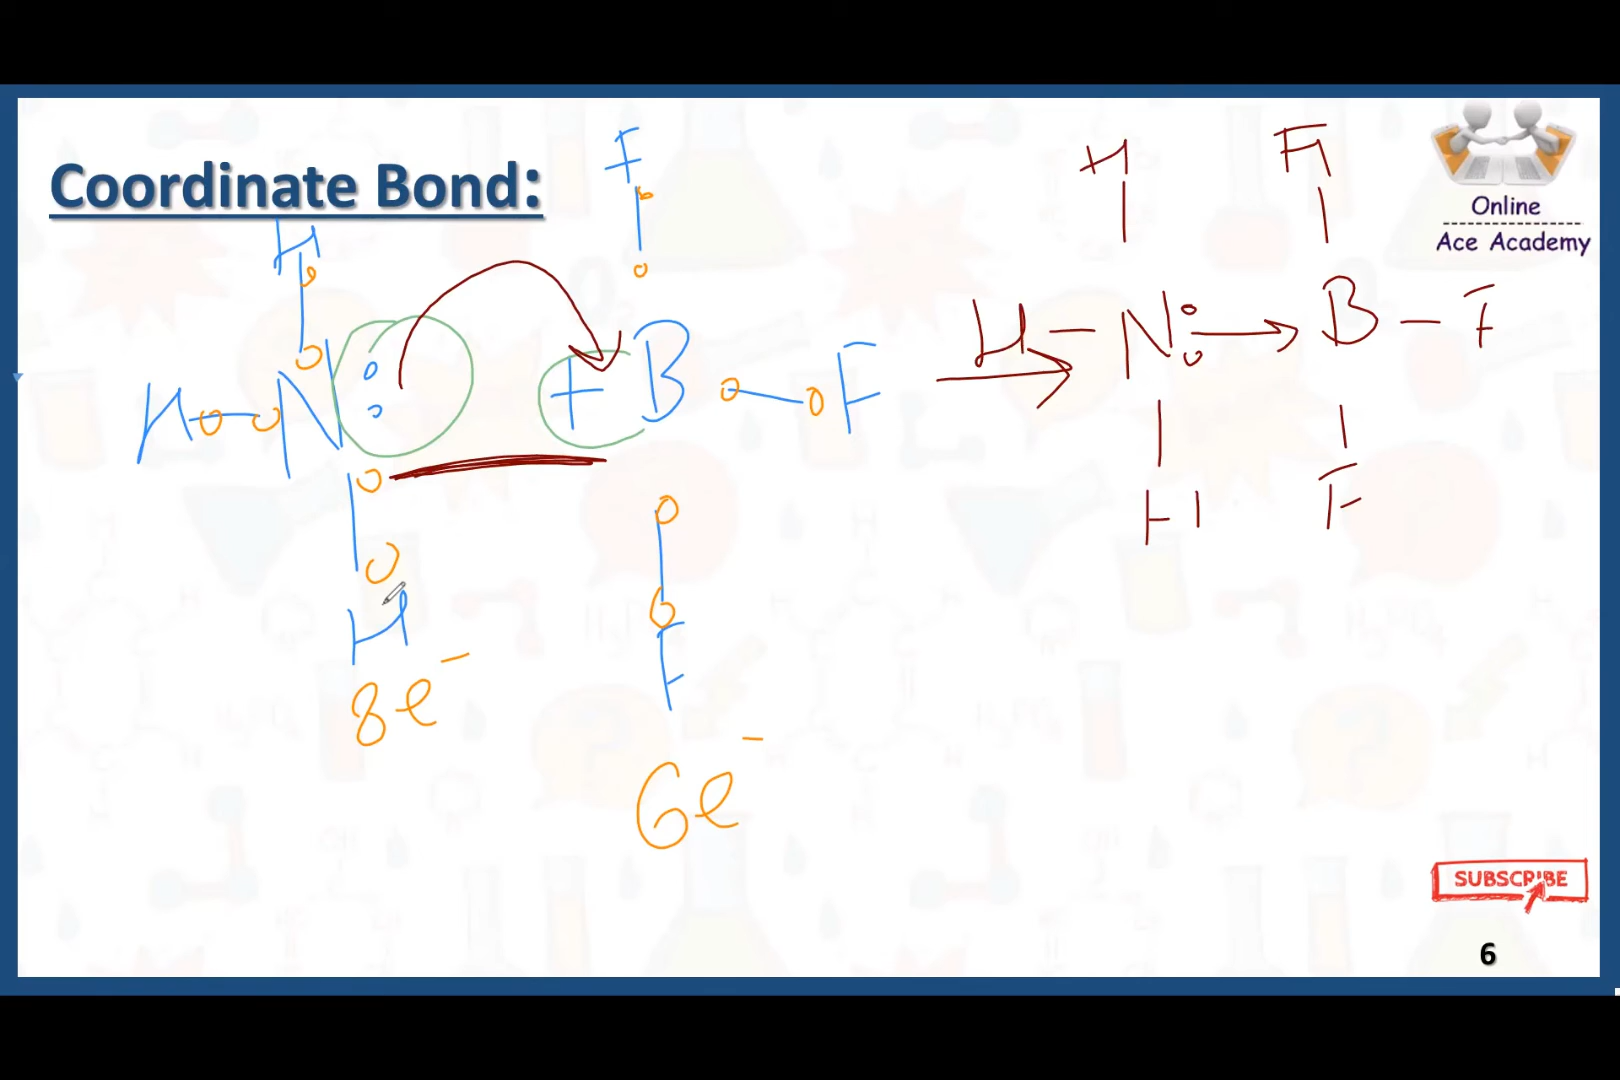 Coordinate Bond:
F
H
H N : + B F
H
8e⁻
F
6e⁻
H F
H – N : → B – F
H F
Online
Ace Academy
SUBSCRIBE
6